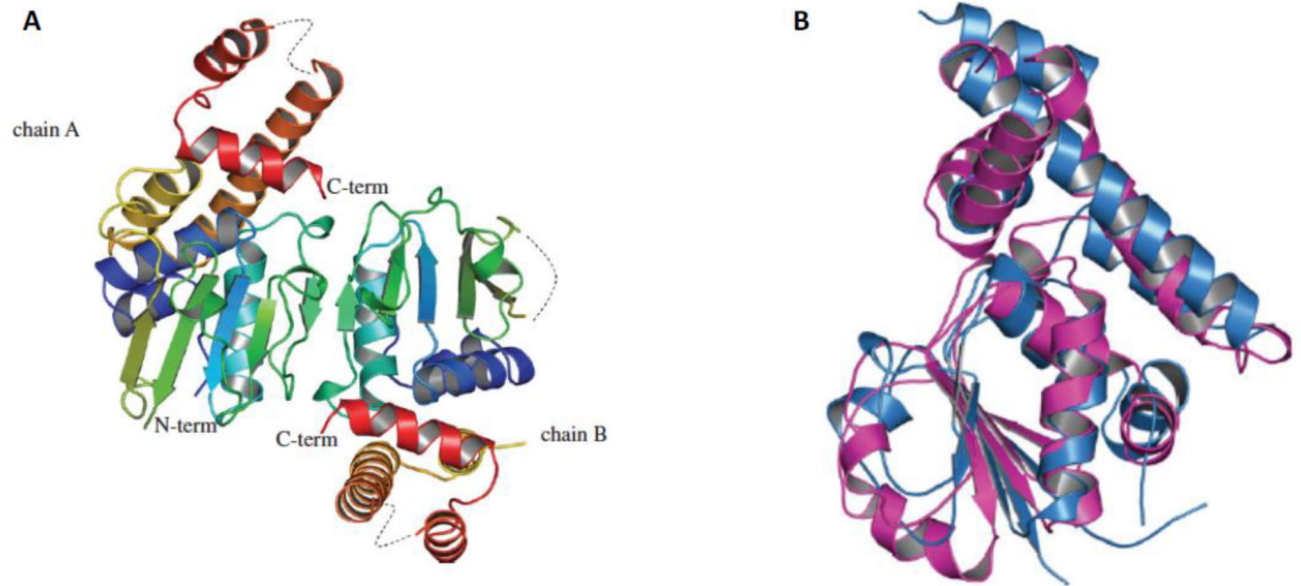 A
B
chain A
C-term
N-term
C-term
chain B